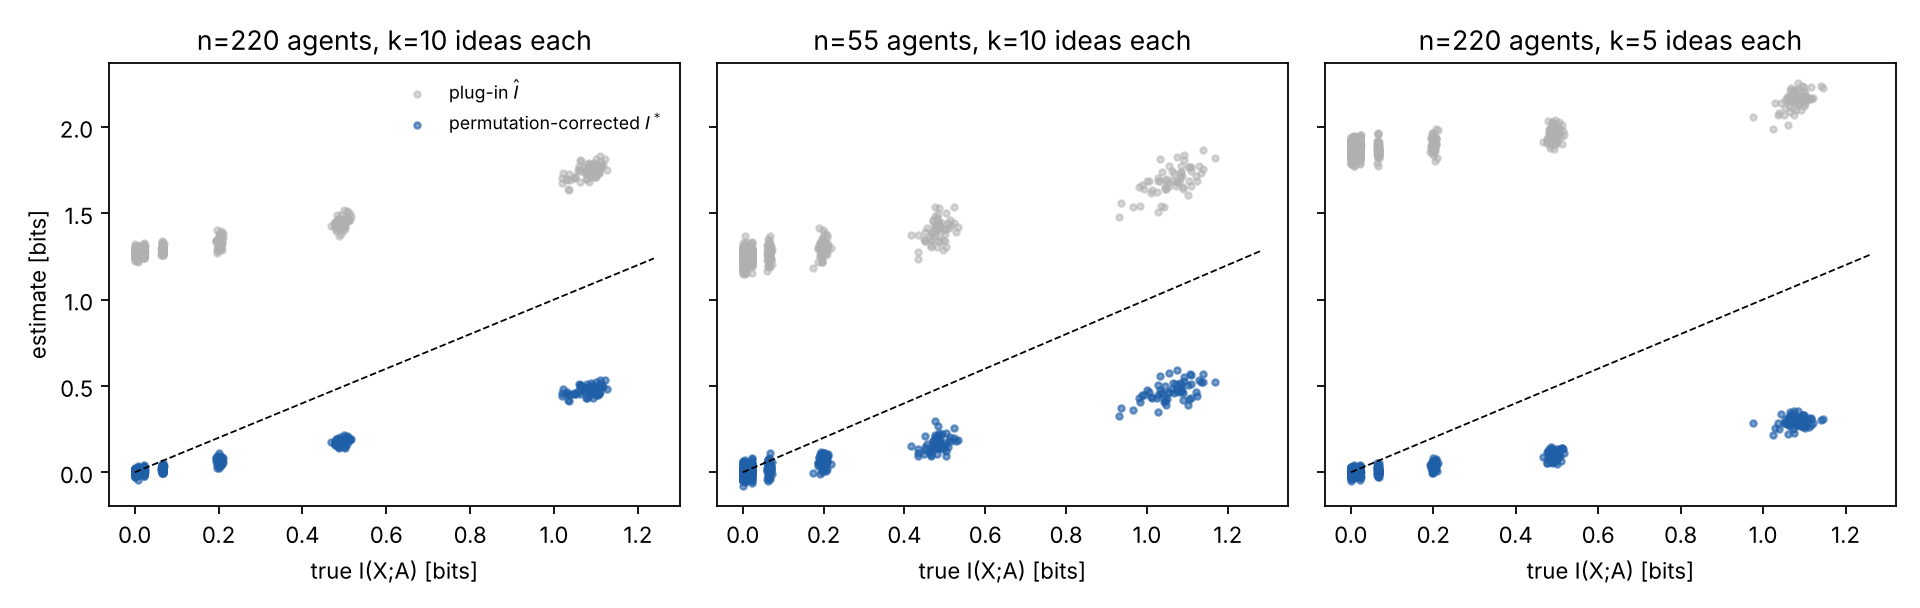 n=220 agents, k=10 ideas each
n=55 agents, k=10 ideas each
n=220 agents, k=5 ideas each
plug-in Î
permutation-corrected I*
estimate [bits]
2.0
1.5
1.0
0.5
0.0
0.0 0.2 0.4 0.6 0.8 1.0 1.2
0.0 0.2 0.4 0.6 0.8 1.0 1.2
0.0 0.2 0.4 0.6 0.8 1.0 1.2
true I(X;A) [bits]
true I(X;A) [bits]
true I(X;A) [bits]